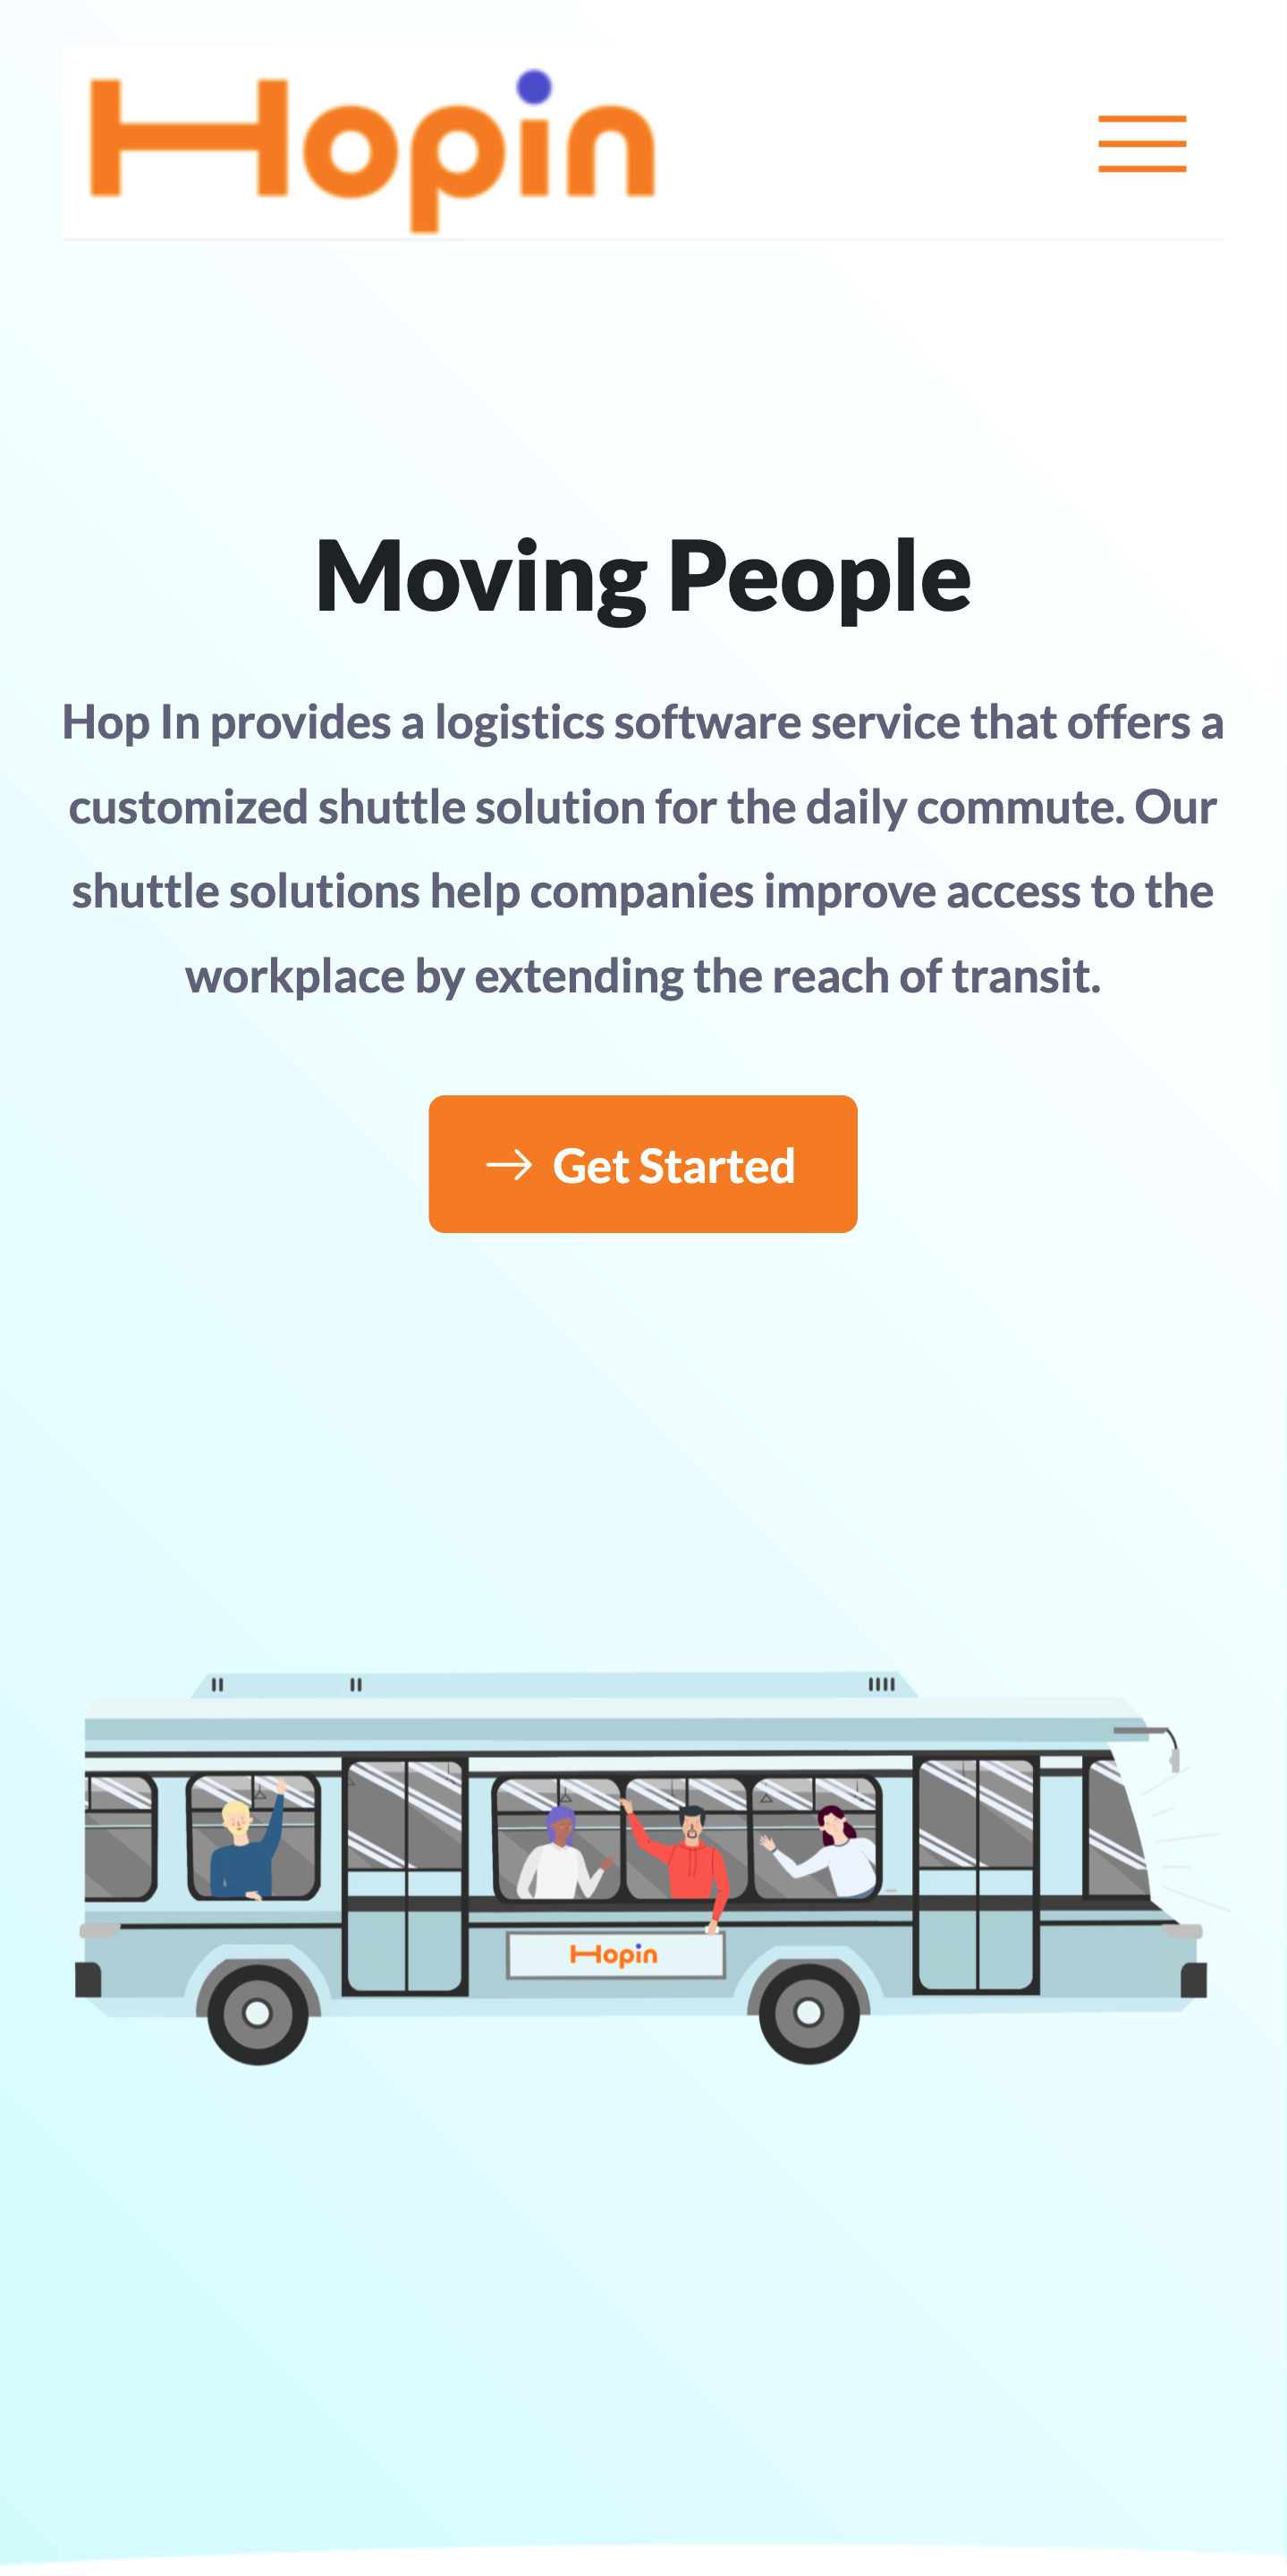 Hopin
Moving People
Hop In provides a logistics software service that offers a
customized shuttle solution for the daily commute. Our
shuttle solutions help companies improve access to the
workplace by extending the reach of transit.
Get Started
Hopin